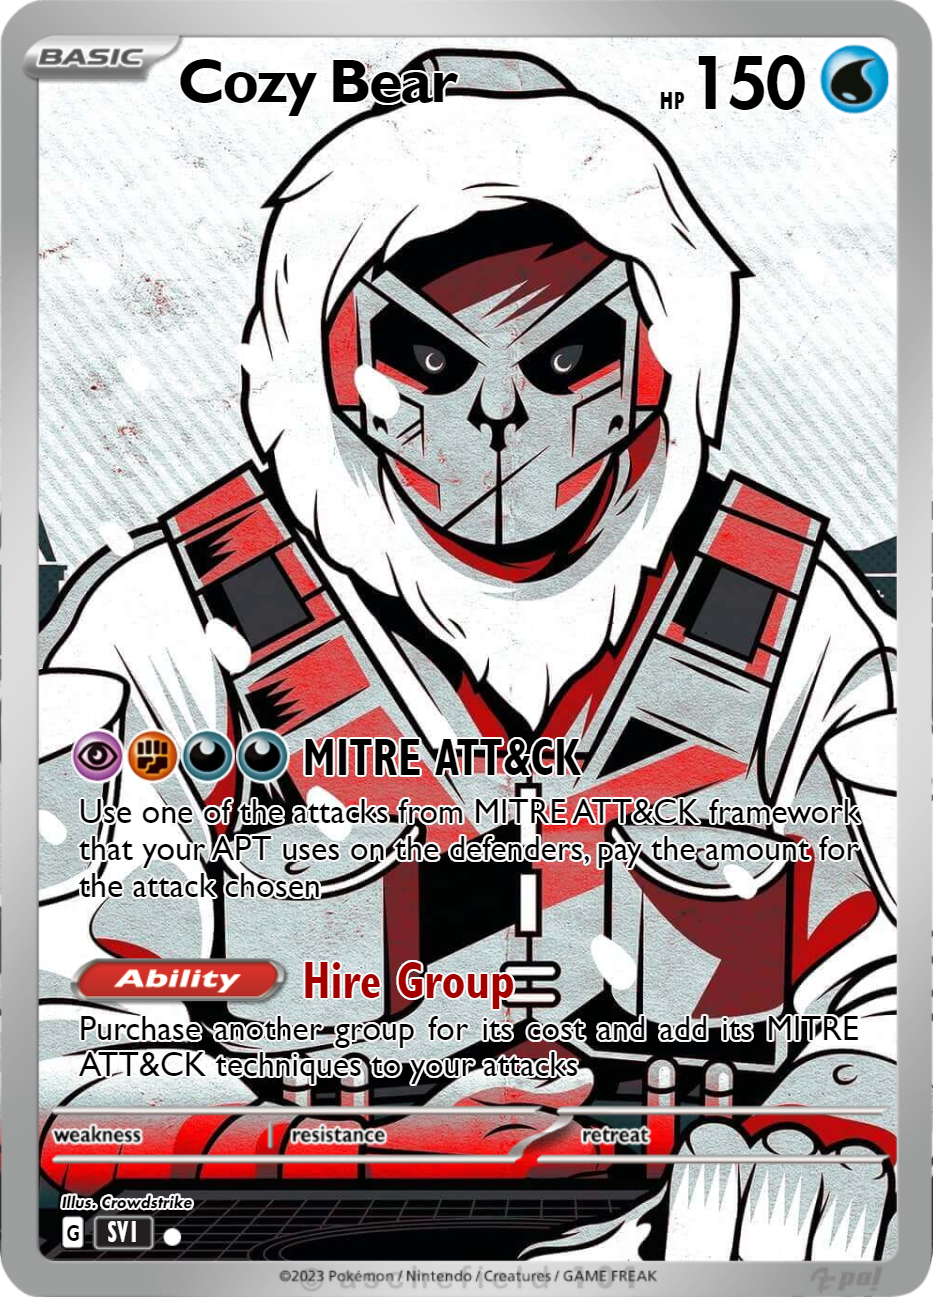 BASIC
Cozy Bear
HP 150
MITRE ATT&CK
Use one of the attacks from MITRE ATT&CK framework
that your APT uses on the defenders, pay the amount for
the attack chosen
Ability Hire Group
Purchase another group for its cost and add its MITRE
ATT&CK techniques to your attacks
weakness resistance retreat
Illus. Crowdstrike
G SVI
©2023 Pokémon / Nintendo / Creatures / GAME FREAK